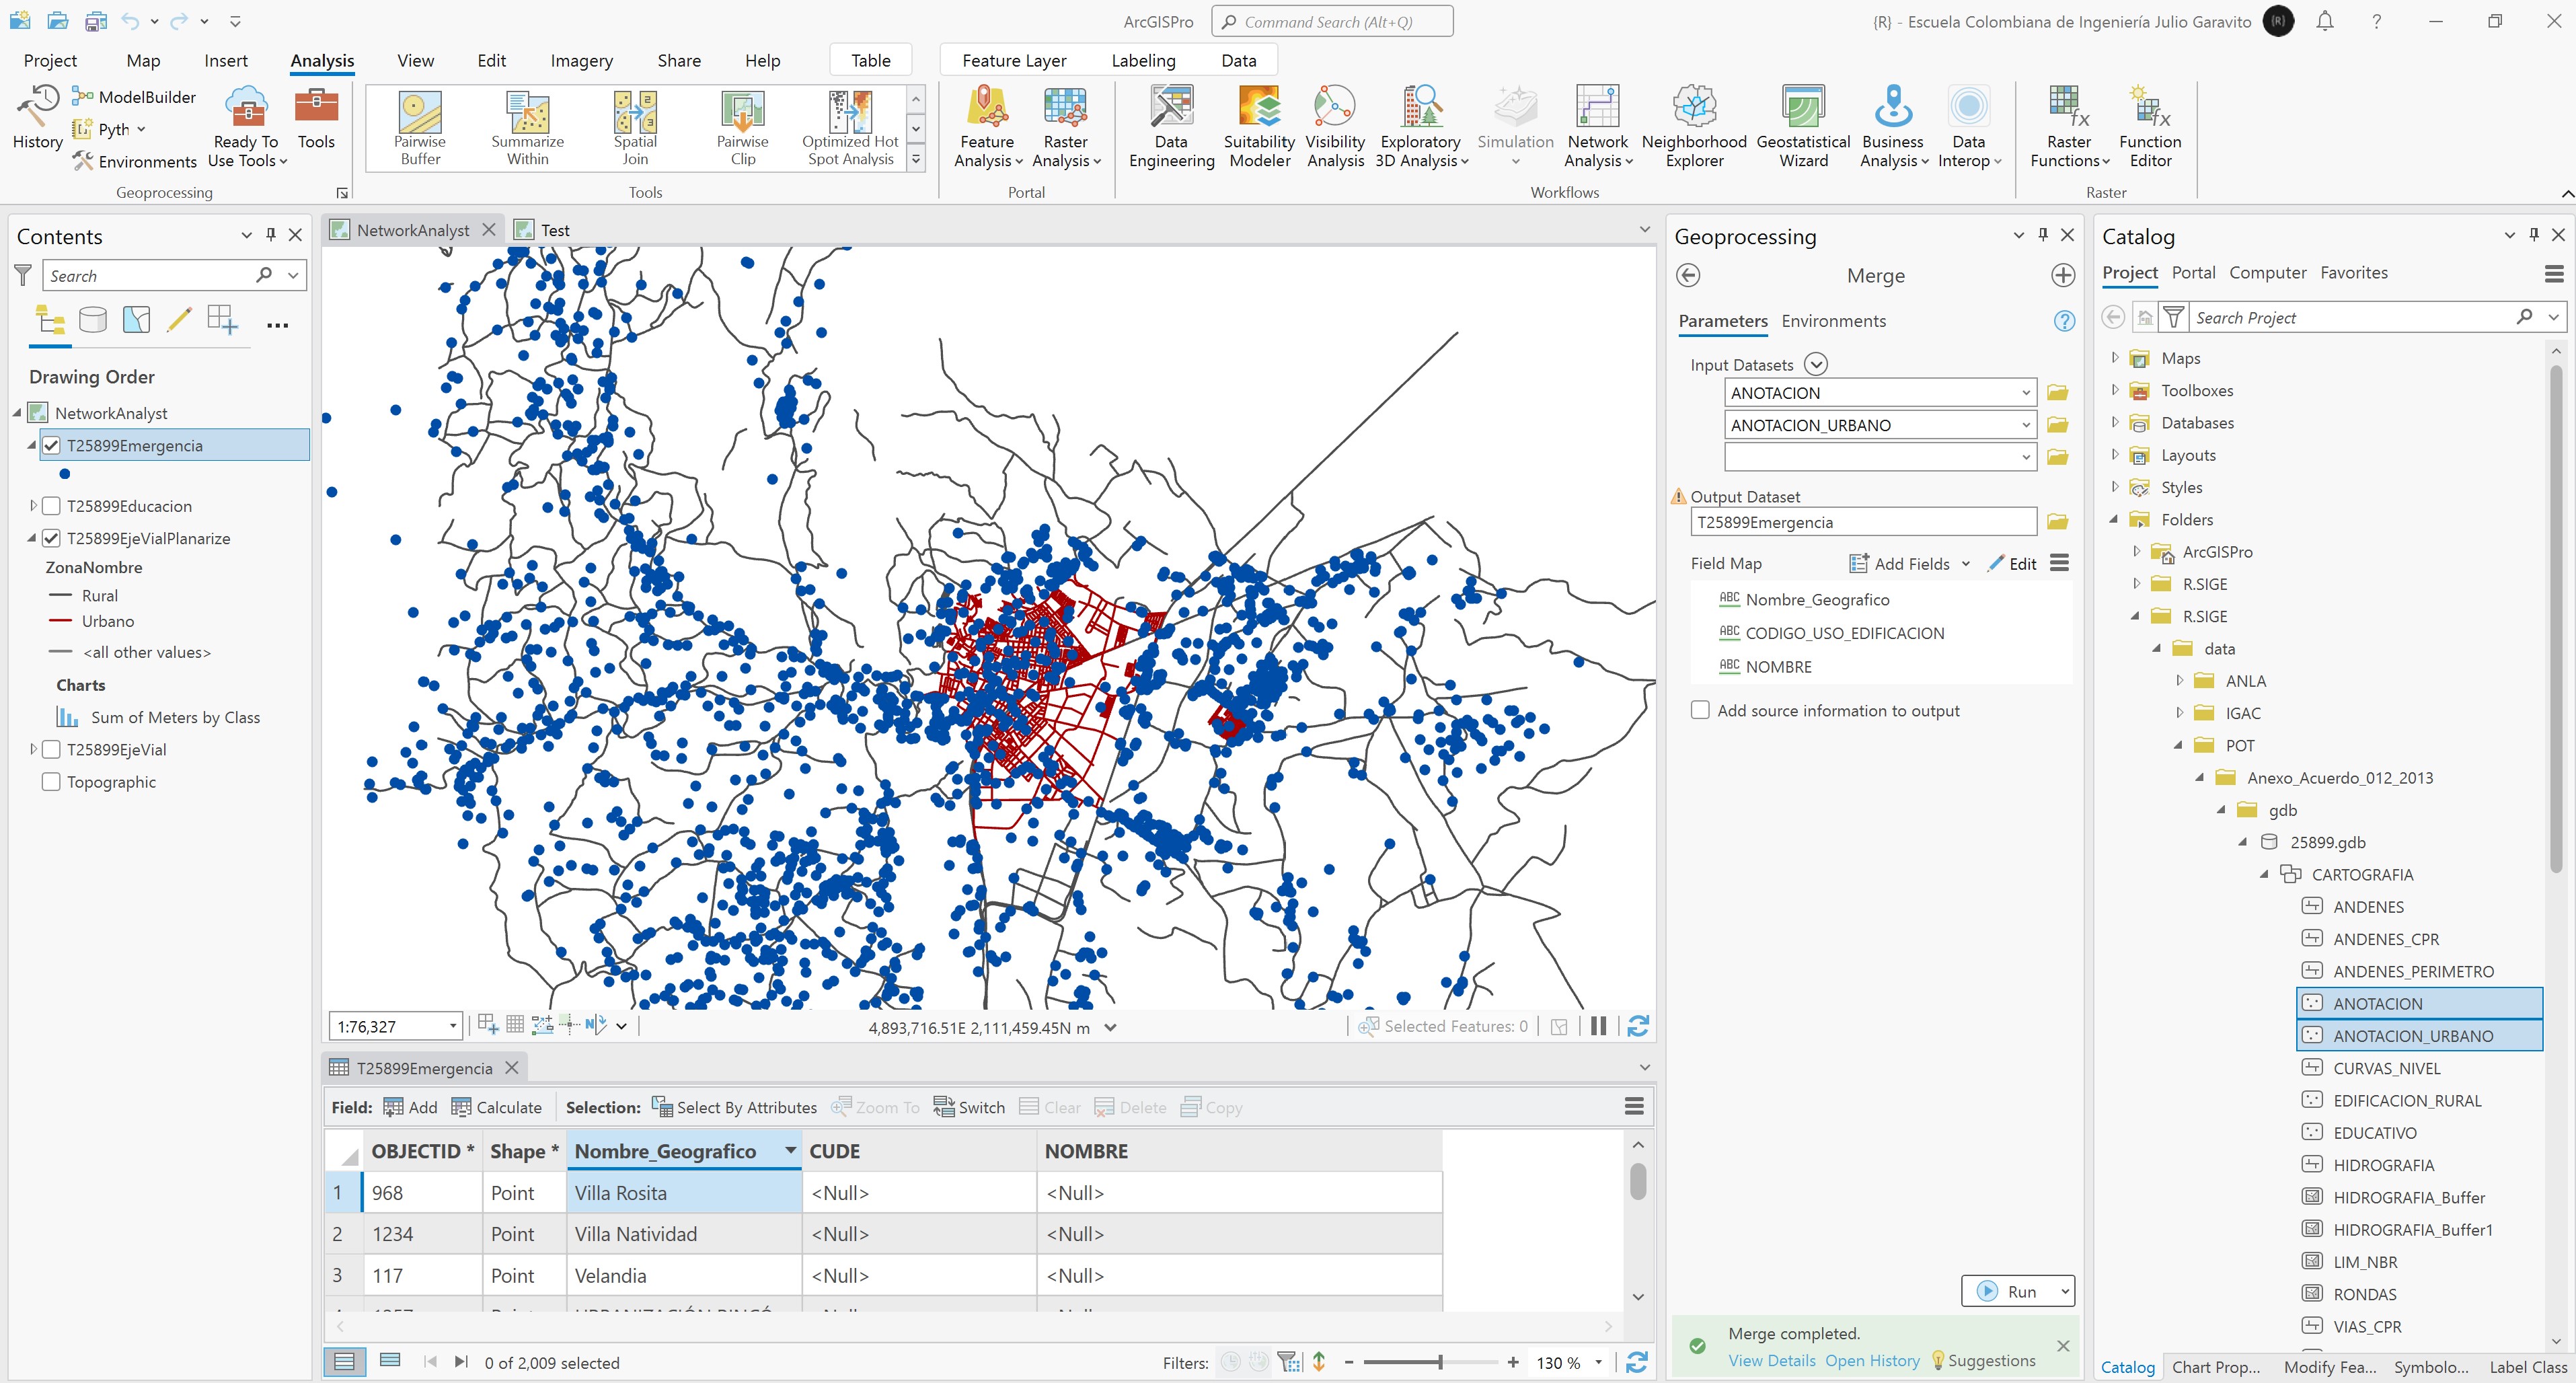 ArcGISPro
Command Search (Alt+Q)
{R} - Escuela Colombiana de Ingeniería Julio Garavito
{R}
?
Project
Map
Insert
Analysis
View
Edit
Imagery
Share
Help
Table
Feature Layer
Labeling
Data
History
ModelBuilder
Pyth
Environments
Ready To
Use Tools
Tools
Geoprocessing
Pairwise
Buffer
Summarize
Within
Spatial
Join
Pairwise
Clip
Optimized Hot
Spot Analysis
Tools
Feature
Analysis
Raster
Analysis
Portal
Data
Engineering
Suitability
Modeler
Visibility
Analysis
Exploratory
3D Analysis
Simulation
Network
Analysis
Neighborhood
Explorer
Geostatistical
Wizard
Business
Analysis
Data
Interop
Workflows
Raster
Functions
Function
Editor
Raster
Contents
Search
Drawing Order
NetworkAnalyst
T25899Emergencia
T25899Educacion
T25899EjeVialPlanarize
ZonaNombre
Rural
Urbano
<all other values>
Charts
Sum of Meters by Class
T25899EjeVial
Topographic
NetworkAnalyst
Test
1:76,327
4,893,716.51E 2,111,459.45N m
Selected Features: 0
T25899Emergencia
Field:
Add
Calculate
Selection:
Select By Attributes
Zoom To
Switch
Clear
Delete
Copy
OBJECTID * Shape * Nombre_Geografico CUDE NOMBRE
1 968 Point Villa Rosita <Null> <Null>
2 1234 Point Villa Natividad <Null> <Null>
3 117 Point Velandia <Null> <Null>
0 of 2,009 selected
Filters:
130 %
Geoprocessing
Merge
Parameters
Environments
Input Datasets
ANOTACION
ANOTACION_URBANO
Output Dataset
T25899Emergencia
Field Map
Add Fields
Edit
ABC Nombre_Geografico
ABC CODIGO_USO_EDIFICACION
ABC NOMBRE
Add source information to output
Run
Merge completed.
View Details Open History Suggestions
Catalog
Project
Portal
Computer
Favorites
Search Project
Maps
Toolboxes
Databases
Layouts
Styles
Folders
ArcGISPro
R.SIGE
R.SIGE
data
ANLA
IGAC
POT
Anexo_Acuerdo_012_2013
gdb
25899.gdb
CARTOGRAFIA
ANDENES
ANDENES_CPR
ANDENES_PERIMETRO
ANOTACION
ANOTACION_URBANO
CURVAS_NIVEL
EDIFICACION_RURAL
EDUCATIVO
HIDROGRAFIA
HIDROGRAFIA_Buffer
HIDROGRAFIA_Buffer1
LIM_NBR
RONDAS
VIAS_CPR
Catalog
Chart Prop...
Modify Fea...
Symbolo...
Label Class